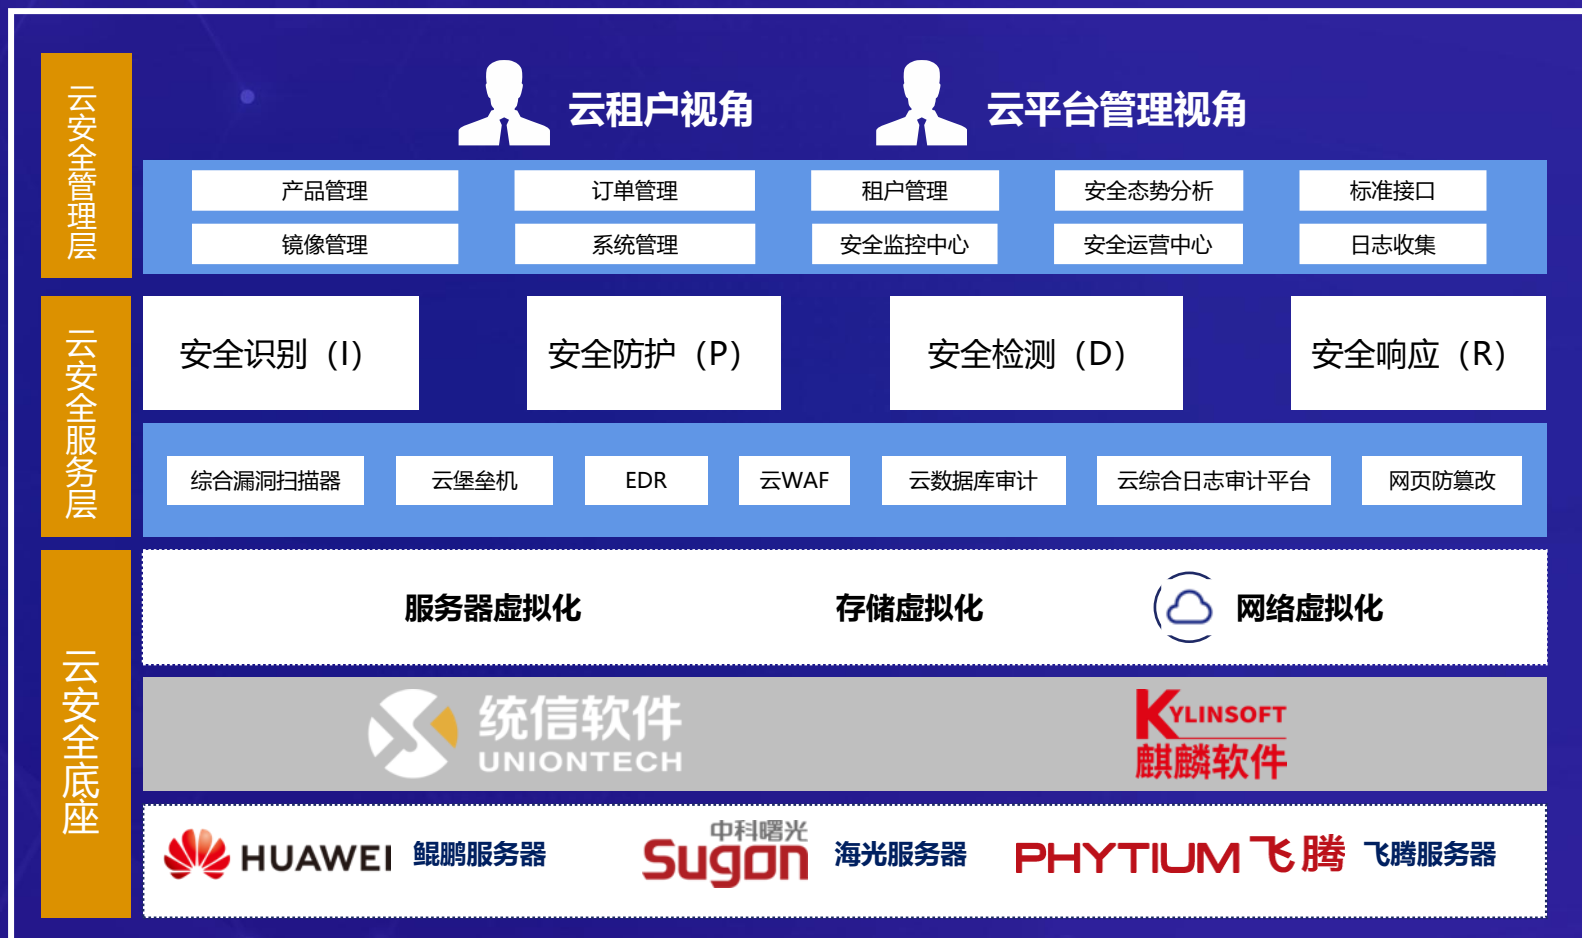 云安全管理层
云租户视角
云平台管理视角
产品管理
订单管理
租户管理
安全态势分析
标准接口
镜像管理
系统管理
安全监控中心
安全运营中心
日志收集
云安全服务层
安全识别（I）
安全防护（P）
安全检测（D）
安全响应（R）
综合漏洞扫描器
云堡垒机
EDR
云WAF
云数据库审计
云综合日志审计平台
网页防篡改
云安全底座
服务器虚拟化
存储虚拟化
网络虚拟化
统信软件
UNIONTECH
KYLINSOFT
麒麟软件
HUAWEI
鲲鹏服务器
中科曙光
Sugon
海光服务器
PHYTIUM飞腾
飞腾服务器